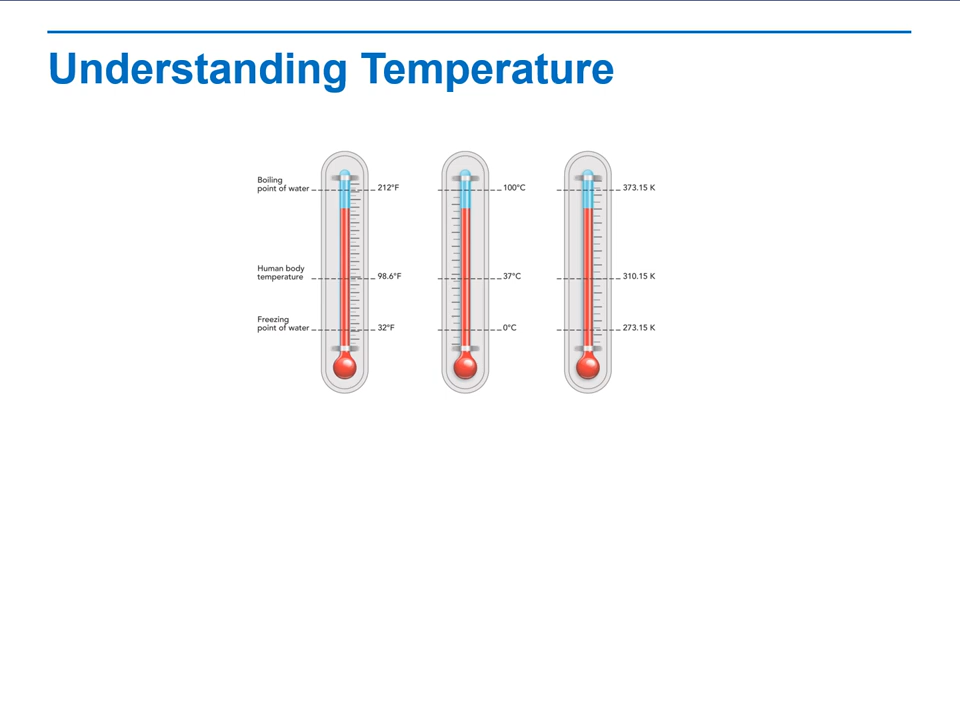 Understanding Temperature
Boiling
point of water
212°F
100°C
373.15 K
Human body
temperature
98.6°F
37°C
310.15 K
Freezing
point of water
32°F
0°C
273.15 K